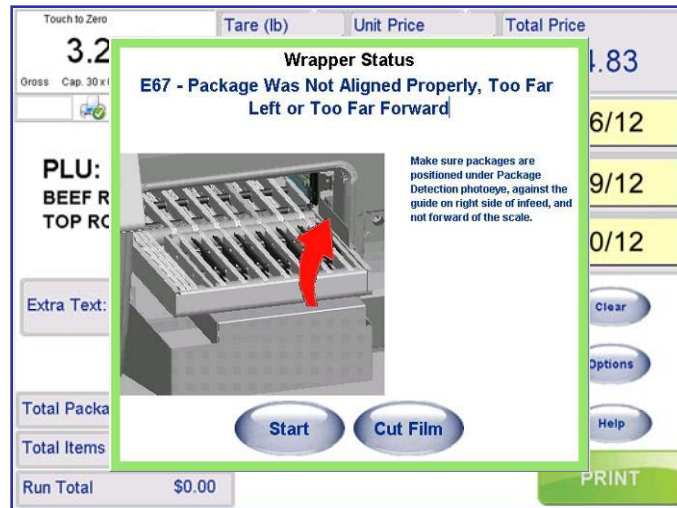 Touch to Zero
Tare (lb)
Unit Price
Total Price
3.2
4.83
Gross Cap. 30 x
Wrapper Status
E67 - Package Was Not Aligned Properly, Too Far
Left or Too Far Forward
6/12
PLU:
BEEF R
TOP RO
Make sure packages are
positioned under Package
Detection photoeye, against the
guide on right side of infeed, and
not forward of the scale.
9/12
0/12
Extra Text:
Clear
Options
Total Packa
Start
Cut Film
Help
Total Items
Run Total $0.00
PRINT